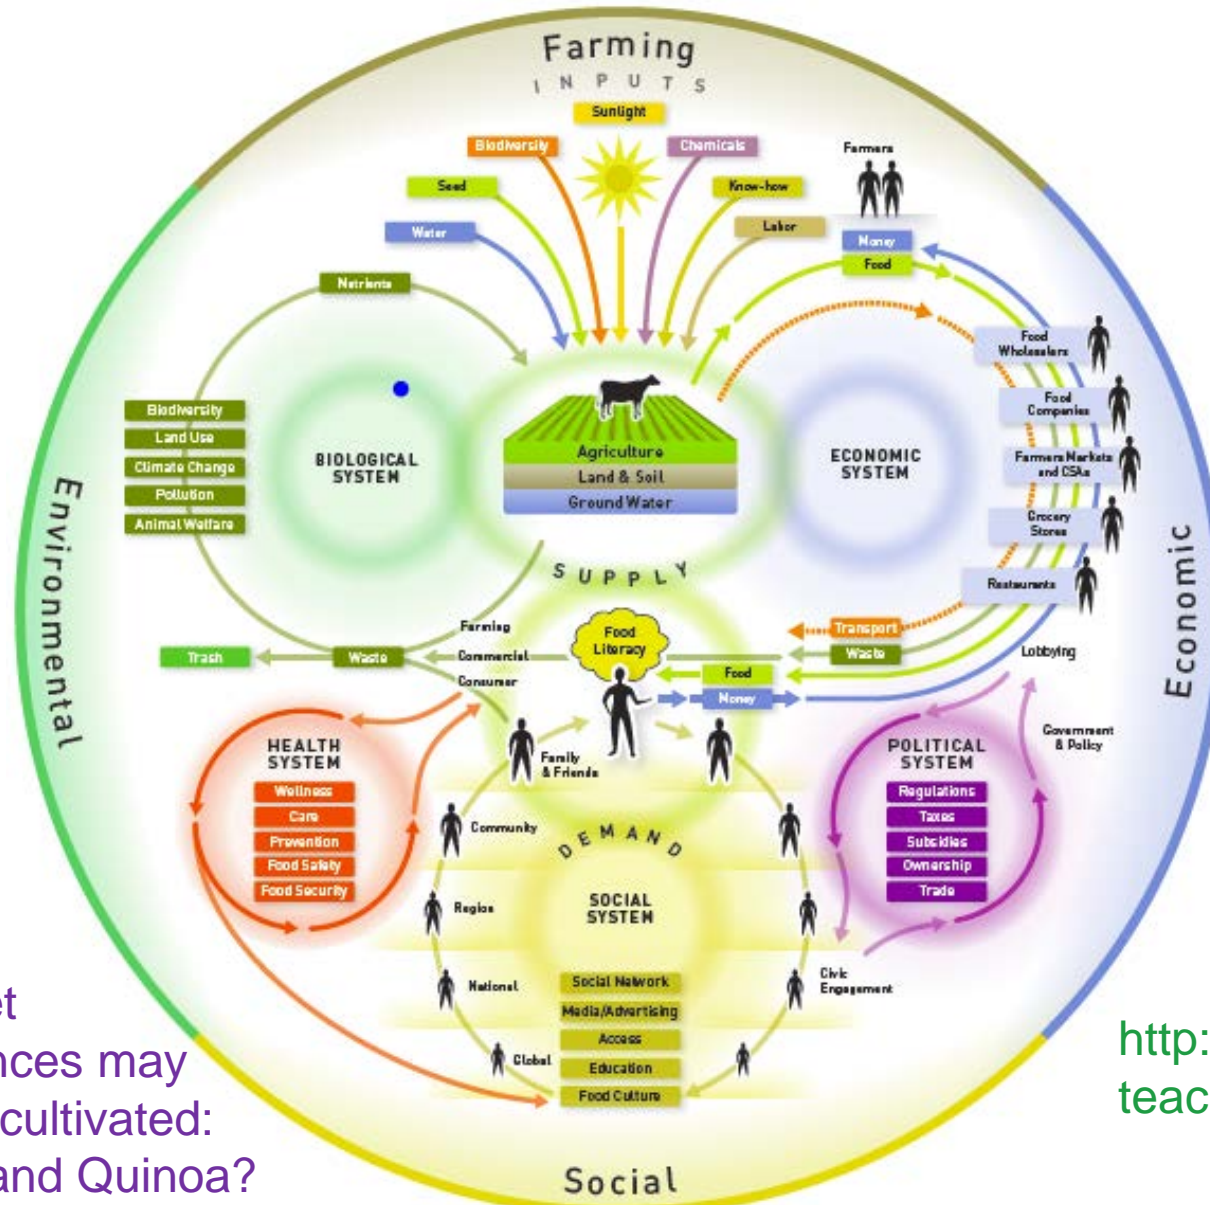 Farming
INPUTS
Sunlight
Biodiversity
Chemicals
Farmers
Seed
Know-how
Water
Labor
Money
Food
Nutrients
Food
Wholesalers
Food
Companies
Farmers Markets
and CSAs
Grocery
Stores
Restaurants
Biodiversity
Land Use
Climate Change
Pollution
Animal Welfare
BIOLOGICAL
SYSTEM
Agriculture
Land & Soil
Ground Water
ECONOMIC
SYSTEM
Environmental
Economic
SUPPLY
Food
Literacy
Farming
Commercial
Consumer
Trash
Waste
Transport
Waste
Food
Money
Lobbying
Government
& Policy
HEALTH
SYSTEM
Wellness
Care
Prevention
Food Safety
Food Security
Family
& Friends
Community
Region
National
Global
DEMAND
SOCIAL
SYSTEM
Social Network
Media/Advertising
Access
Education
Food Culture
POLITICAL
SYSTEM
Regulations
Taxes
Subsidies
Ownership
Trade
Civic
Engagement
et
nces may
cultivated:
and Quinoa?
http:
teac
Social